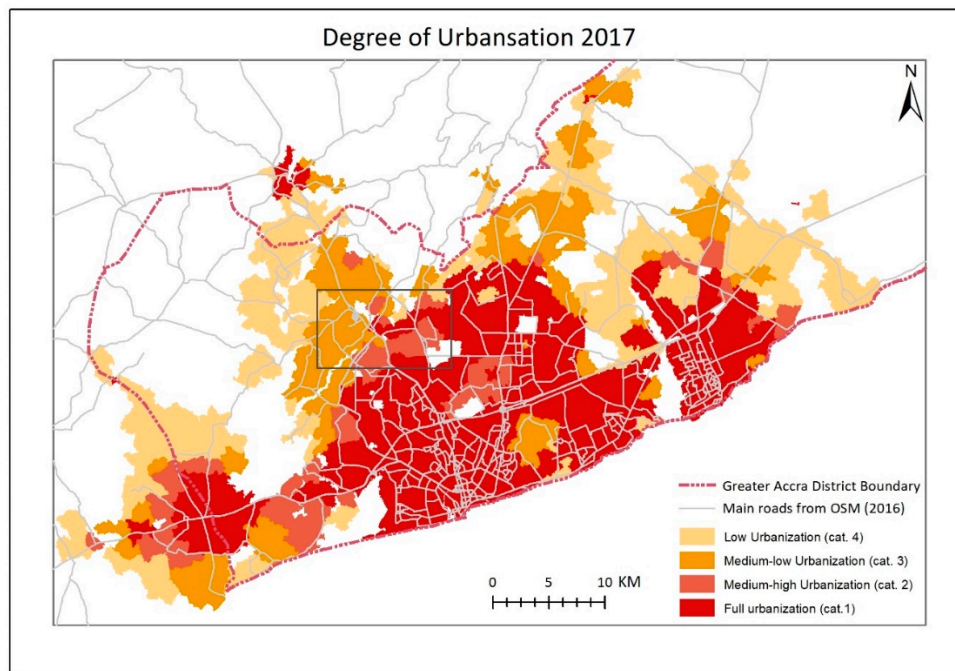 Degree of Urbansation 2017
N
Greater Accra District Boundary
Main roads from OSM (2016)
Low Urbanization (cat. 4)
Medium-low Urbanization (cat. 3)
Medium-high Urbanization (cat. 2)
Full urbanization (cat.1)
0 5 10 KM